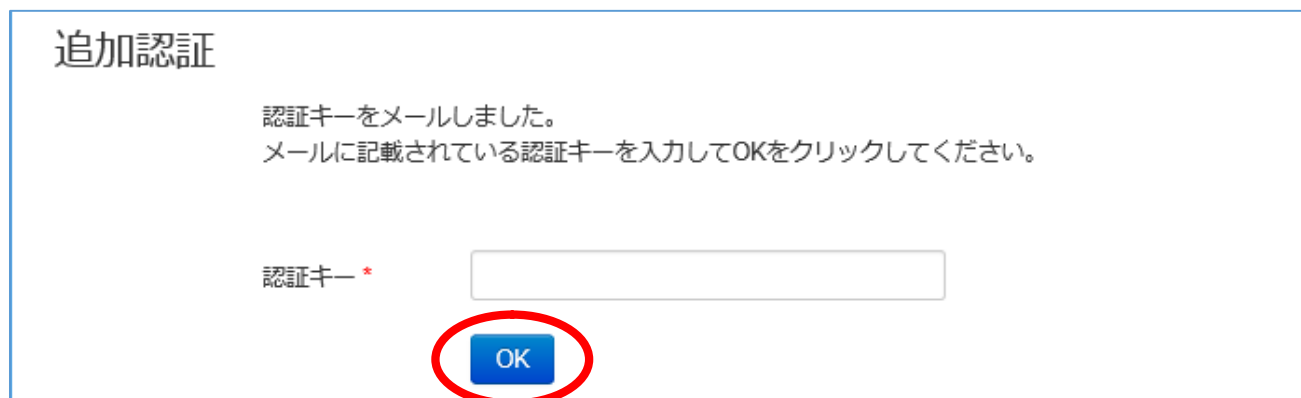 追加認証
認証キーをメールしました。
メールに記載されている認証キーを入力してOKをクリックしてください。
認証キー *
OK